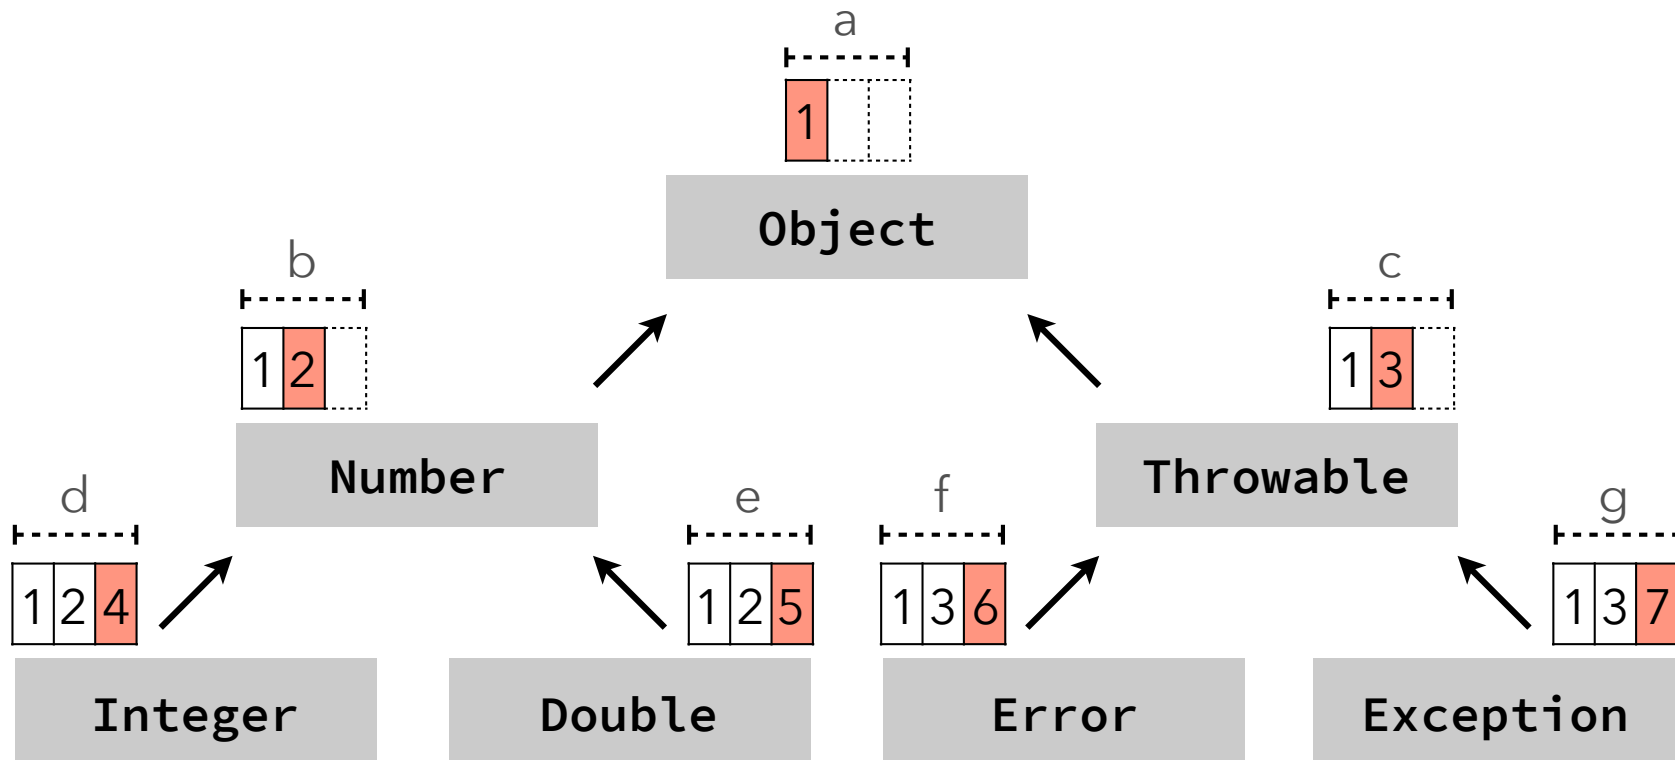 a
1
Object
b
c
1 2
1 3
Number
Throwable
d
e
f
g
1 2 4
1 2 5
1 3 6
1 3 7
Integer
Double
Error
Exception